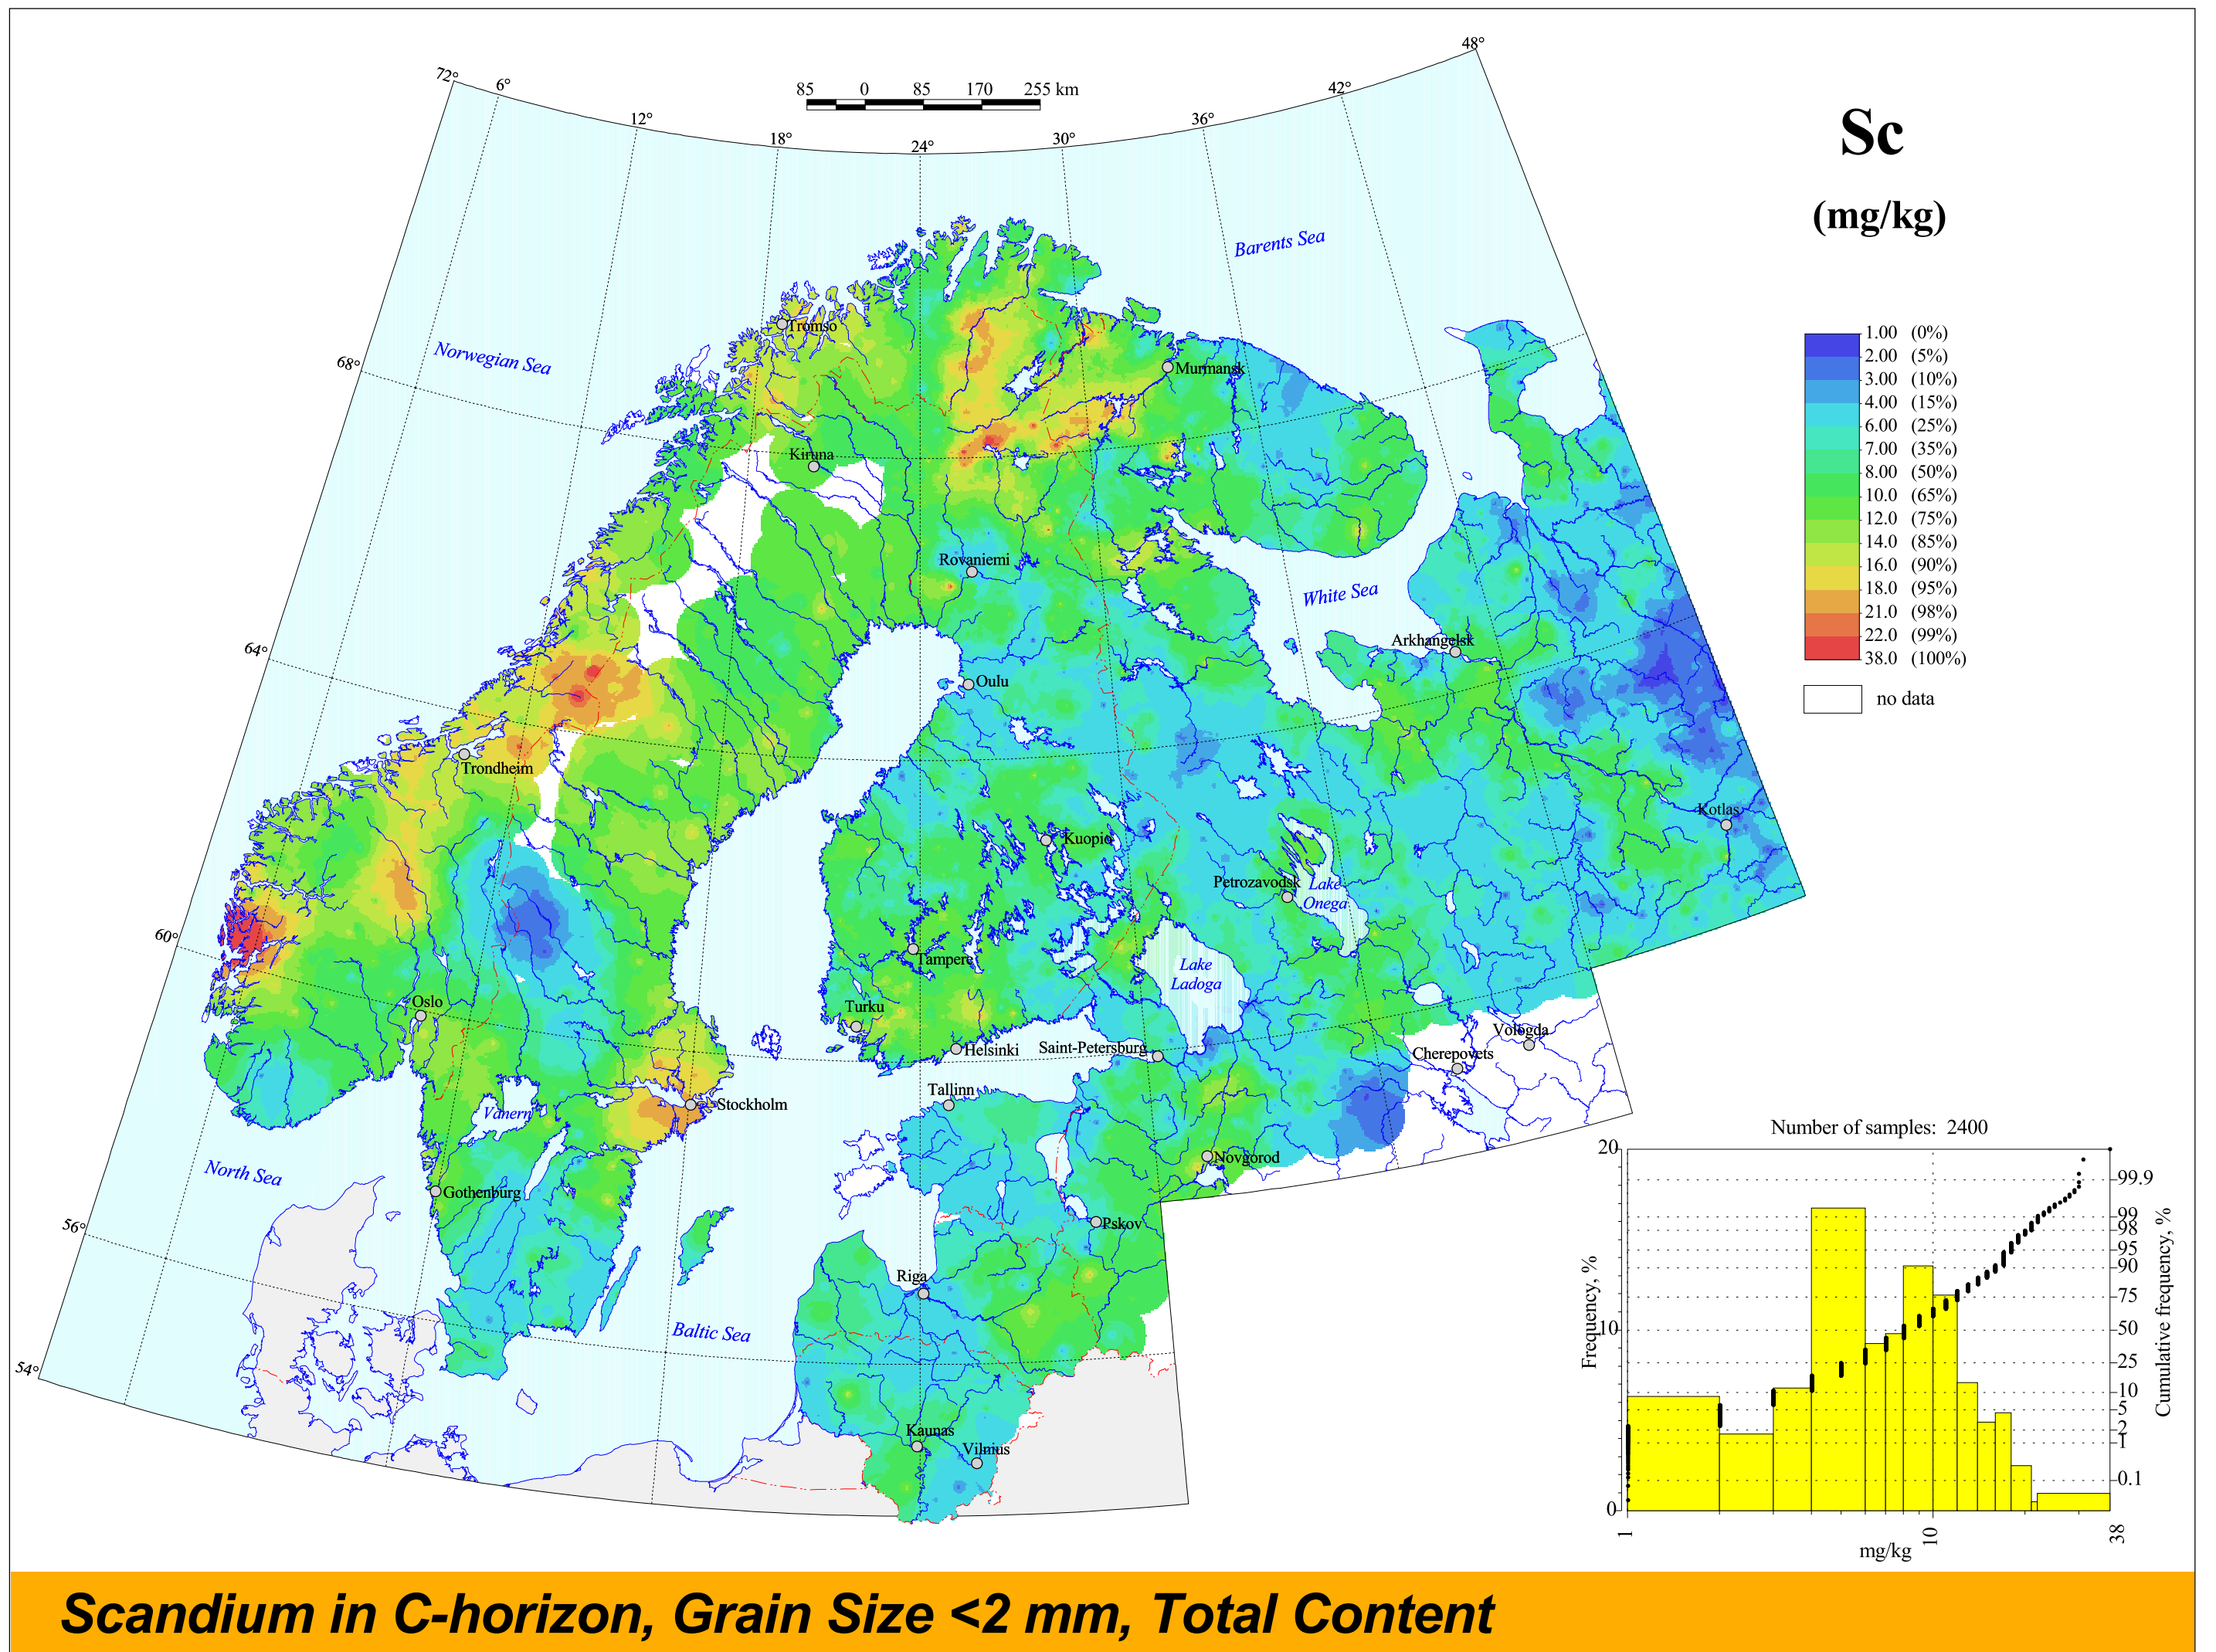 48°
72°
6°
42°
85 0 85 170 255 km
12°
36°
18°
30°
24°
Sc
(mg/kg)
Barents Sea
Tromso
Norwegian Sea
68°
Murmansk
1.00 (0%)
2.00 (5%)
3.00 (10%)
4.00 (15%)
6.00 (25%)
7.00 (35%)
8.00 (50%)
10.0 (65%)
12.0 (75%)
14.0 (85%)
16.0 (90%)
18.0 (95%)
21.0 (98%)
22.0 (99%)
38.0 (100%)
no data
Kiruna
Rovaniemi
White Sea
Arkhangelsk
64°
Oulu
Trondheim
Kotlas
Kuopio
Petrozavodsk
Lake
Onega
60°
Tampere
Lake
Ladoga
Oslo
Turku
Helsinki
Saint-Petersburg
Vologda
Cherepovets
Tallinn
Stockholm
Vanern
North Sea
Novgorod
Gothenburg
Pskov
56°
Riga
Baltic Sea
54°
Kaunas
Vilnius
Number of samples: 2400
20
10
0
Frequency, %
99.9
99
98
95
90
75
50
25
10
5
2
1
0.1
Cumulative frequency, %
1
10
38
mg/kg
Scandium in C-horizon, Grain Size <2 mm, Total Content